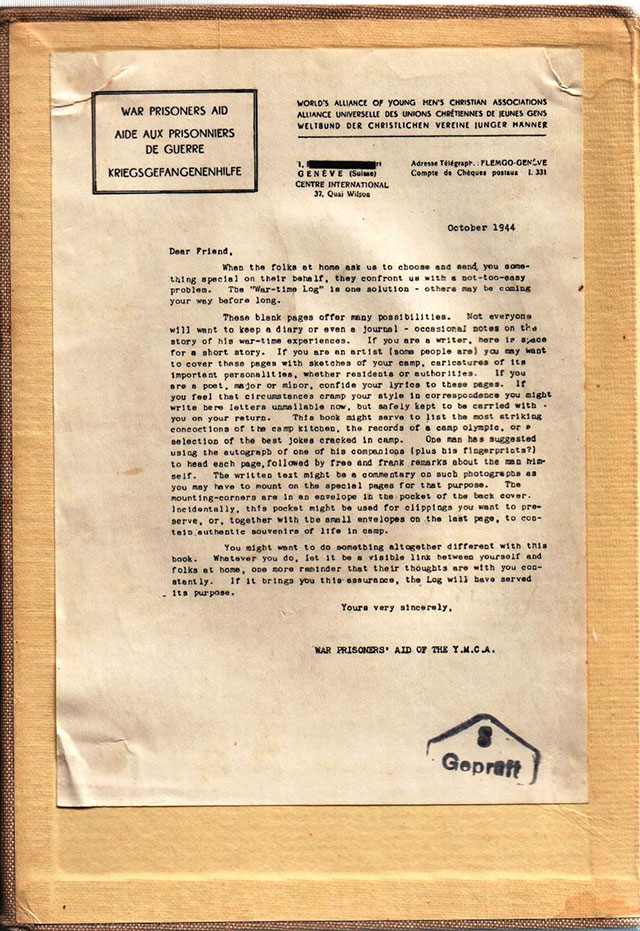 WAR PRISONERS AID
AIDE AUX PRISONNIERS
DE GUERRE
KRIEGSGEFANGENENHILFE
WORLD'S ALLIANCE OF YOUNG MEN'S CHRISTIAN ASSOCIATIONS
ALLIANCE UNIVERSELLE DES UNIONS CHRÉTIENNES DE JEUNES GENS
WELTBUND DER CHRISTLICHEN VEREINE JUNGER MANNER
GENÈVE (Suisse)
CENTRE INTERNATIONAL
37, Quai Wilson
Adresse Télégraph.: FLEMGO-GENÈVE
Compte de Chèques postaux I. 331
October 1944
Dear Friend,
When the folks at home ask us to choose and send you some-
thing special on their behalf, they confront us with a not-too-easy
problem. The "War-time Log" is one solution - others may be coming
your way before long.
These blank pages offer many possibilities. Not everyone
will want to keep a diary or even a journal - occasional notes on the
story of his war-time experiences. If you are a writer, here is space
for a short story. If you are an artist (some people are) you may want
to cover these pages with sketches of your camp, caricatures of its
important personalities, whether residents or authorities. If you
are a poet, major or minor, confide your lyrics to these pages. If
you feel that circumstances cramp your style in correspondence you might
write here letters unmailable now, but safely kept to be carried with
you on your return. This book might serve to list the most striking
concoctions of the camp kitchen, the records of a camp olympic, or a
selection of the best jokes cracked in camp. One man has suggested
using the autograph of one of his companions (plus his fingerprints?)
to head each page, followed by free and frank remarks about the man him-
self. The written text might be a commentary on such photographs as
you may have to mount on the special pages for that purpose. The
mounting-corners are in an envelope in the pocket of the back cover.
Incidentally, this pocket might be used for clippings you want to pre-
serve, or, together with the small envelopes on the last page, to con-
tain authentic souvenirs of life in camp.
You might want to do something altogether different with this
book. Whatever you do, let it be a visible link between yourself and
folks at home, one more reminder that their thoughts are with you con-
stantly. If it brings you this assurance, the Log will have served
its purpose.
Yours very sincerely,
WAR PRISONERS' AID OF THE Y.M.C.A.
8
Geprüft